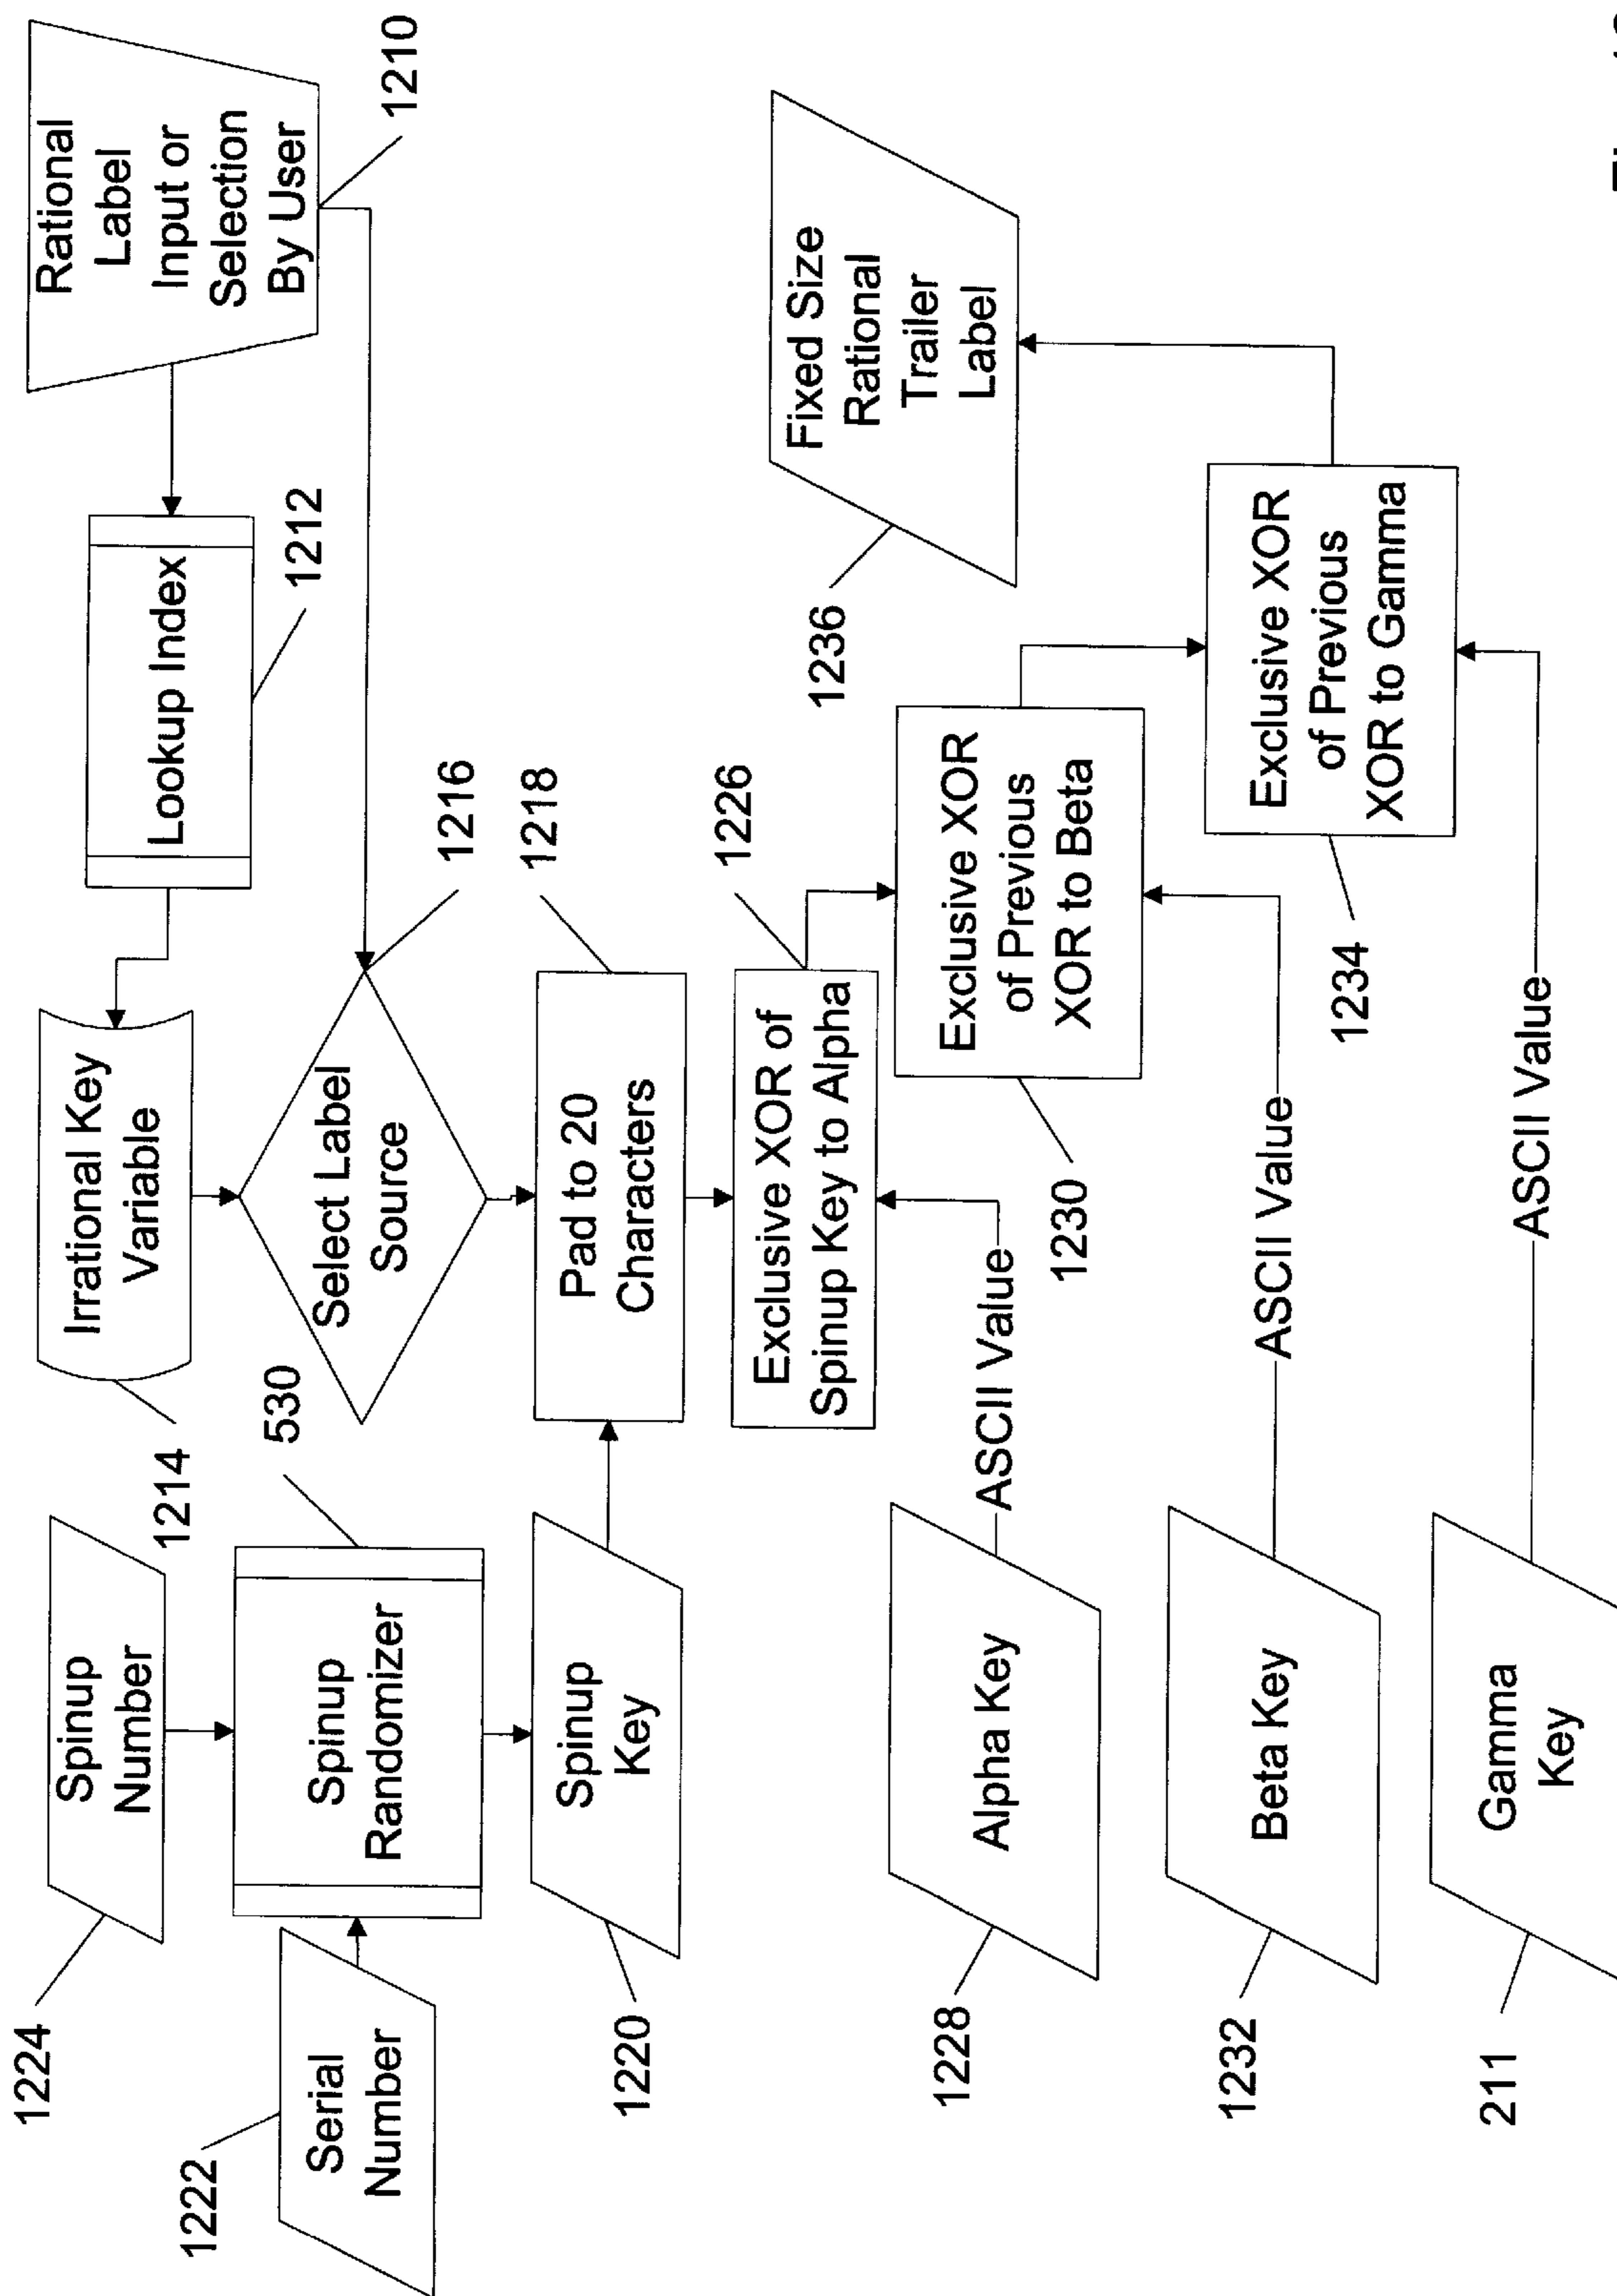 1224
Spinup
Number
1222
Serial
Number
530
Spinup
Randomizer
1220
Spinup
Key
1214
Irrational Key
Variable
Lookup Index
1212
Rational
Label
Input or
Selection
By User
1210
Select Label
Source
1216
Pad to 20
Characters
1218
Exclusive XOR of
Spinup Key to Alpha
1226
1228
Alpha Key
ASCII Value
Exclusive XOR
of Previous
XOR to Beta
1230
1232
Beta Key
ASCII Value
Exclusive XOR
of Previous
XOR to Gamma
1234
211
Gamma
Key
ASCII Value
Fixed Size
Rational
Trailer
Label
1236